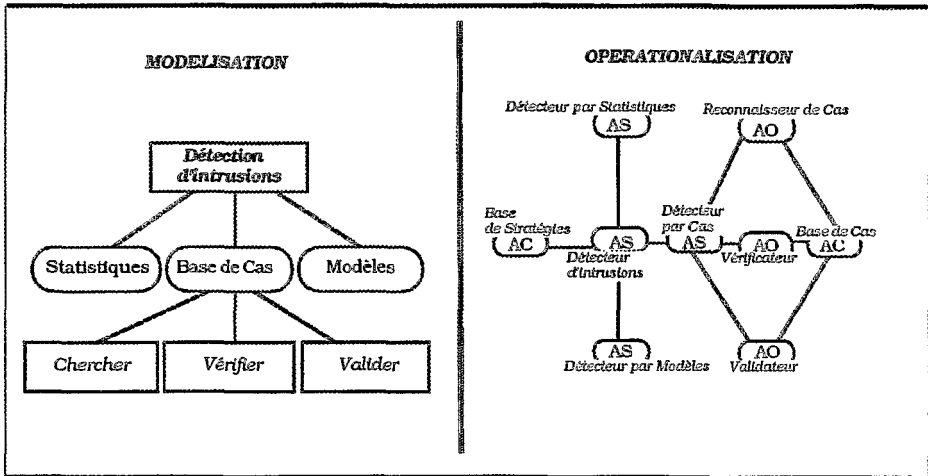 MODELISATION
Détection
d'intrusions
Statistiques
Base de Cas
Modèles
Chercher
Vérifier
Valider
OPERATIONALISATION
Détecteur par Statistiques
AS
Reconnaisseur de Cas
AO
Base
de Stratégies
AC
AS
Détecteur
d'intrusions
Détecteur
par Cas
AS
AO
Vérificateur
Base de Cas
AC
AS
Détecteur par Modèles
AO
Validateur